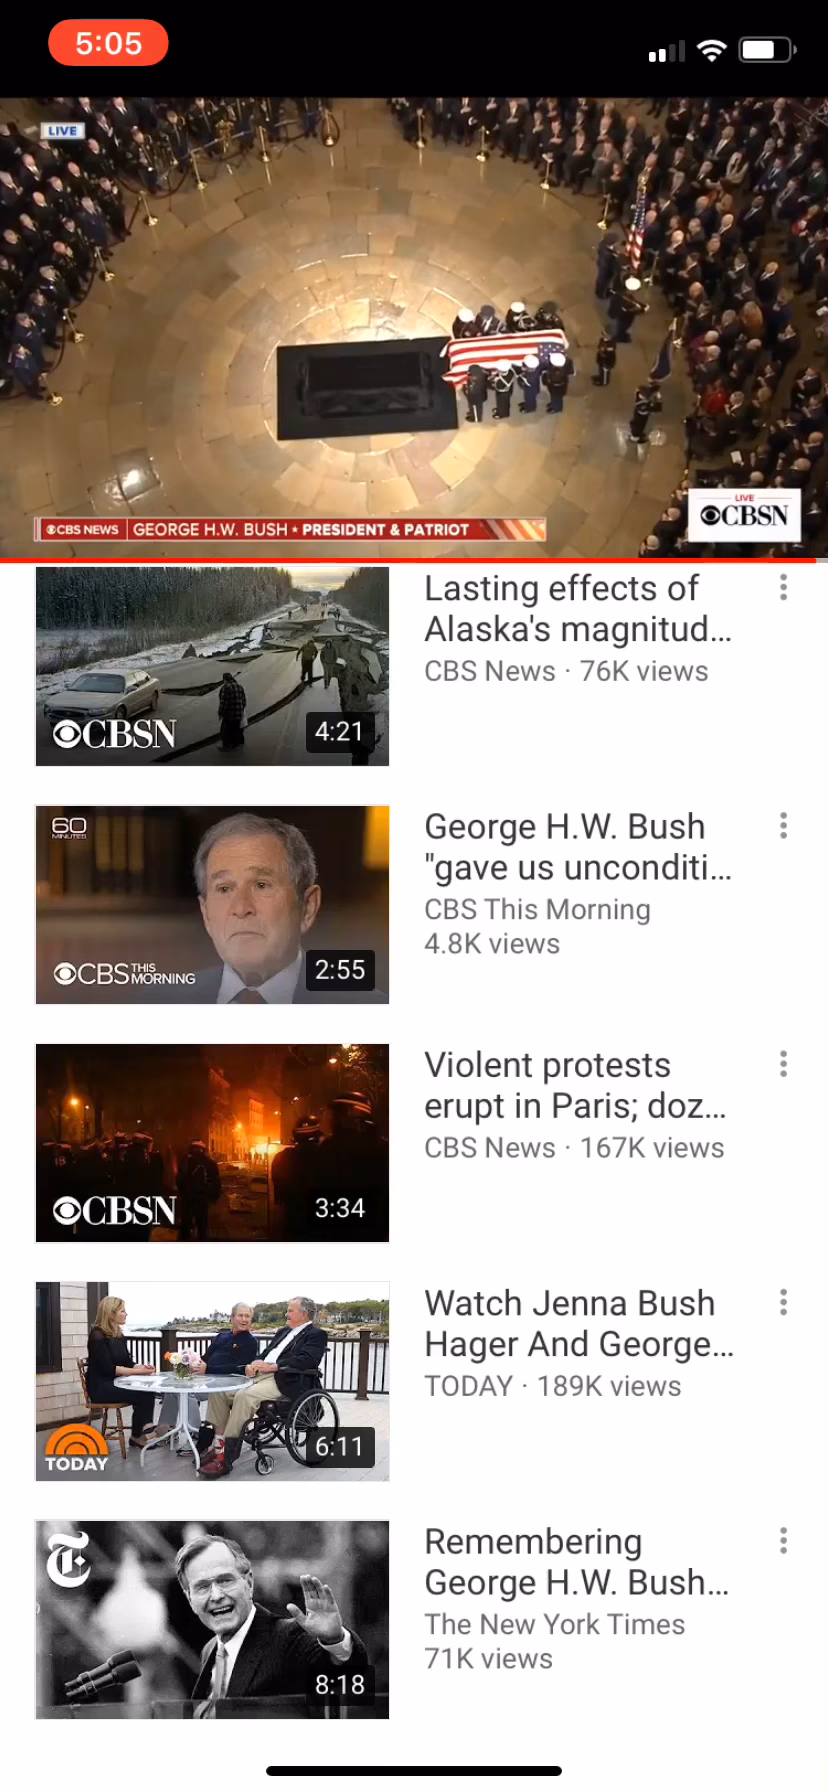 5:05
LIVE
CBS NEWS GEORGE H.W. BUSH ★ PRESIDENT & PATRIOT
LIVE
CBSN
Lasting effects of
Alaska's magnitud...
CBS News · 76K views
CBSN
4:21
60
MINUTES
George H.W. Bush
"gave us unconditi...
CBS This Morning
4.8K views
CBS THIS MORNING
2:55
Violent protests
erupt in Paris; doz...
CBS News · 167K views
CBSN
3:34
Watch Jenna Bush
Hager And George...
TODAY · 189K views
TODAY
6:11
T
Remembering
George H.W. Bush...
The New York Times
71K views
8:18